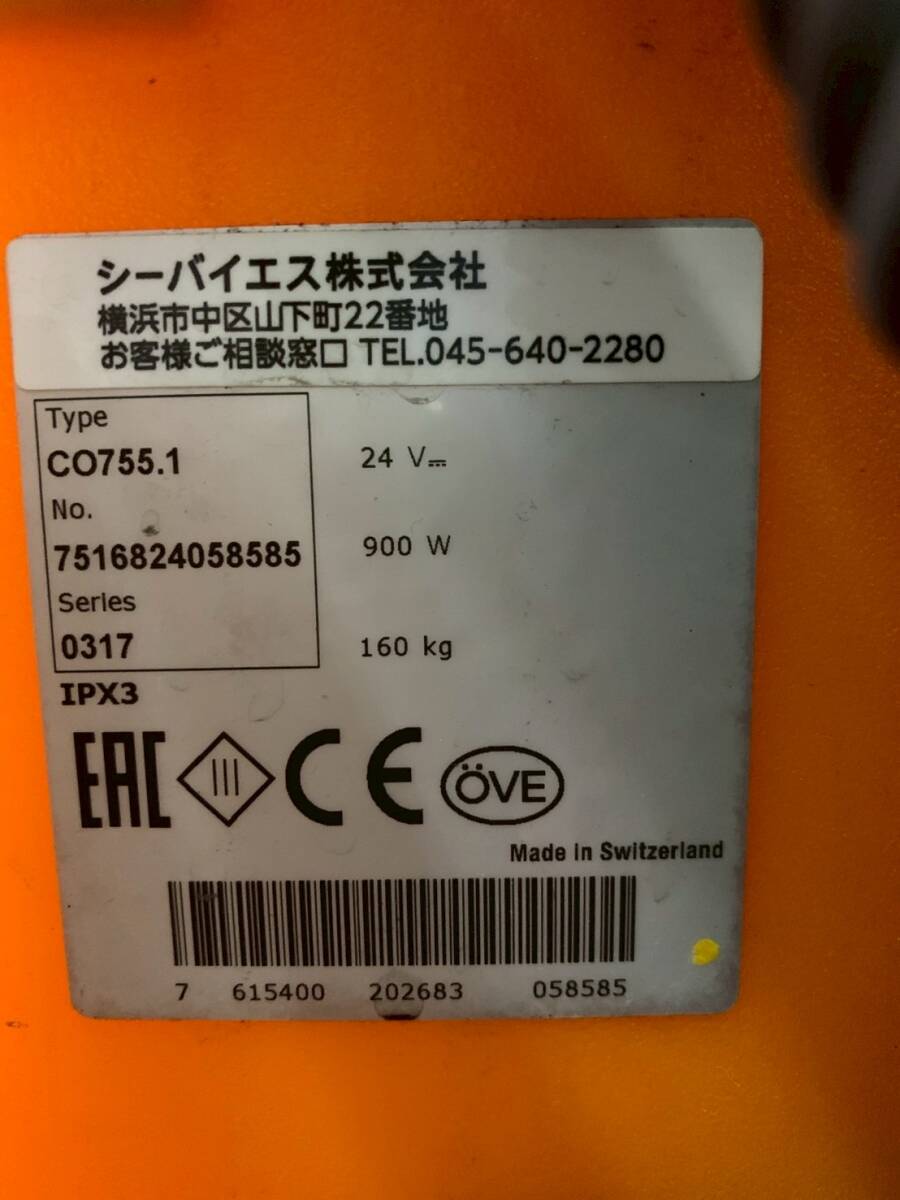 シーバイエス株式会社
横浜市中区山下町22番地
お客様ご相談窓口 TEL.045-640-2280
Type
CO755.1
24 V⎓
No.
7516824058585
900 W
Series
0317
160 kg
IPX3
EAC III CE ÖVE
Made in Switzerland
7 615400 202683 058585